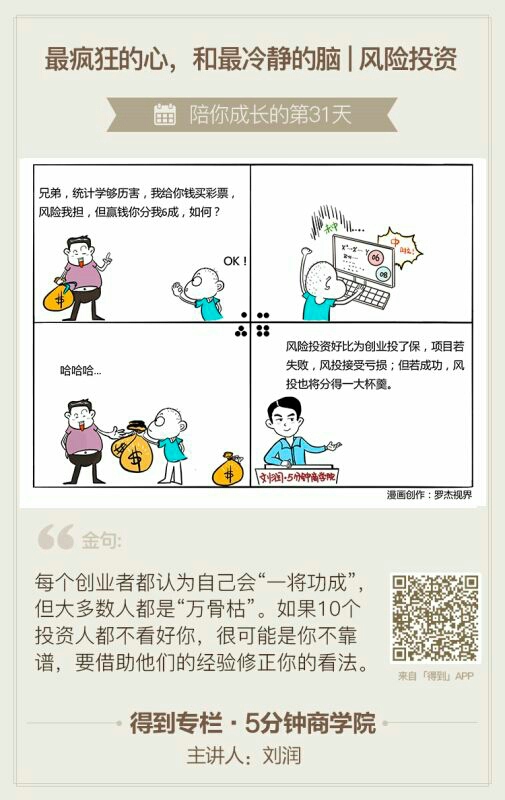 最疯狂的心，和最冷静的脑 | 风险投资
陪你成长的第31天
兄弟，统计学够历害，我给你钱买彩票，
风险我担，但赢钱你分我6成，如何？
OK！
中
06
08
哈哈哈...
风险投资好比为创业投了保，项目若
失败，风投接受亏损；但若成功，风
投也将分得一大杯羹。
刘润·5分钟商学院
漫画创作：罗杰视界
金句:
每个创业者都认为自己会“一将功成”，
但大多数人都是“万骨枯”。如果10个
投资人都不看好你，很可能是你不靠
谱，要借助他们的经验修正你的看法。
来自「得到」APP
得到专栏·5分钟商学院
主讲人：刘润